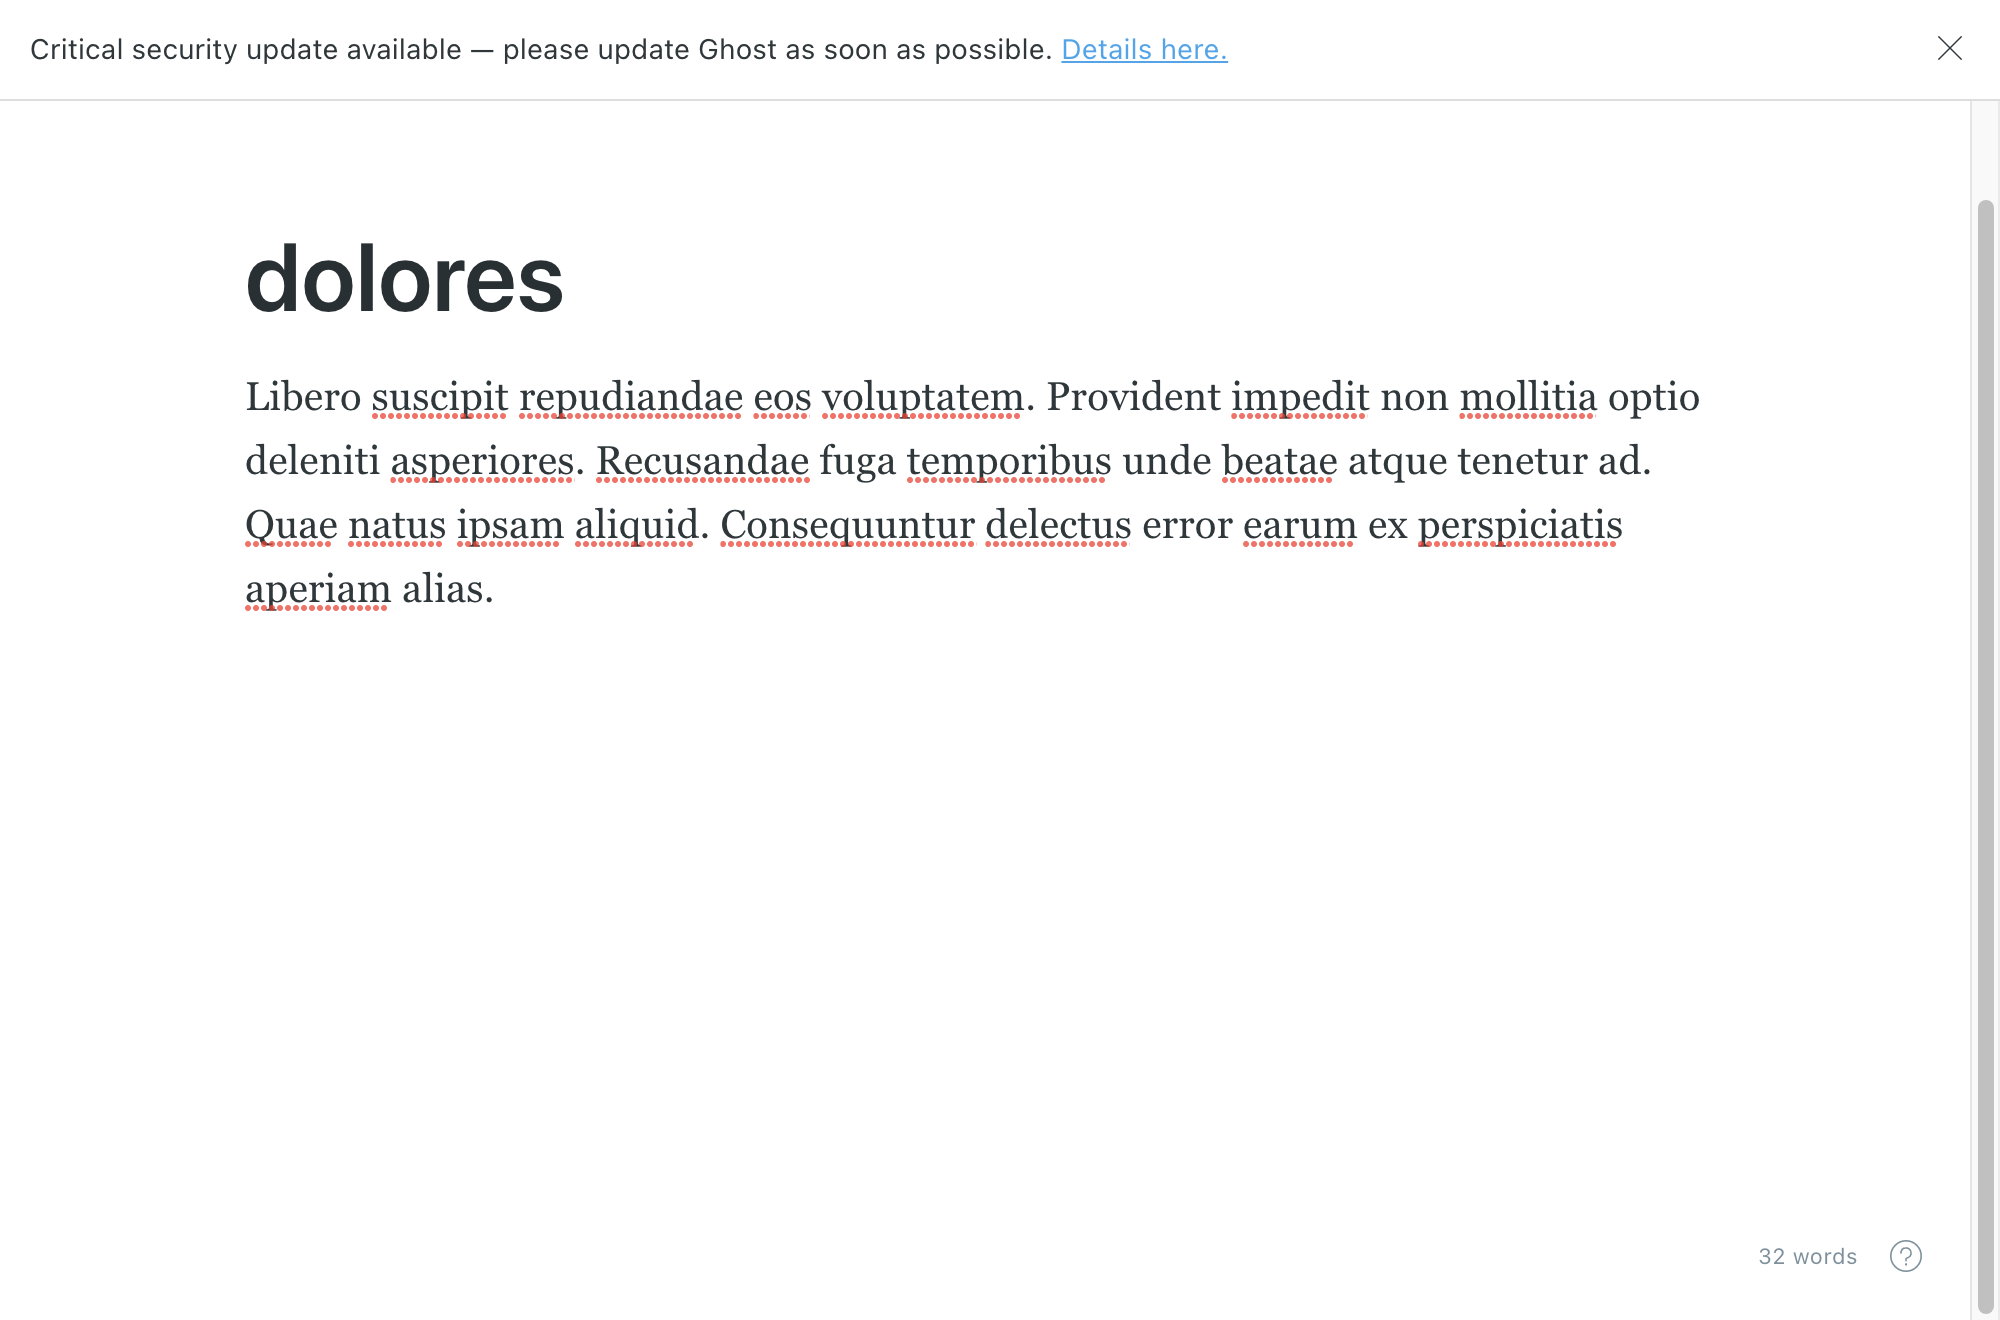 Critical security update available — please update Ghost as soon as possible. Details here.
dolores
Libero suscipit repudiandae eos voluptatem. Provident impedit non mollitia optio
deleniti asperiores. Recusandae fuga temporibus unde beatae atque tenetur ad.
Quae natus ipsam aliquid. Consequuntur delectus error earum ex perspiciatis
aperiam alias.
32 words
?